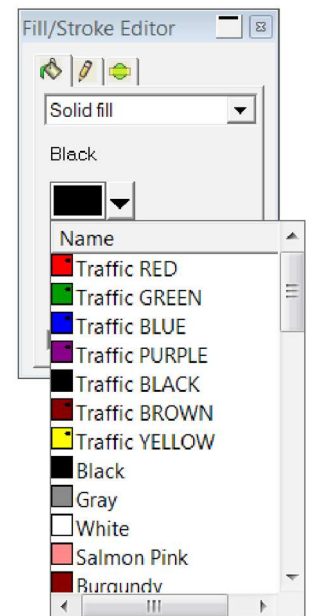 Fill/Stroke Editor
Solid fill
Black
Name
Traffic RED
Traffic GREEN
Traffic BLUE
Traffic PURPLE
Traffic BLACK
Traffic BROWN
Traffic YELLOW
Black
Gray
White
Salmon Pink
Burgundy